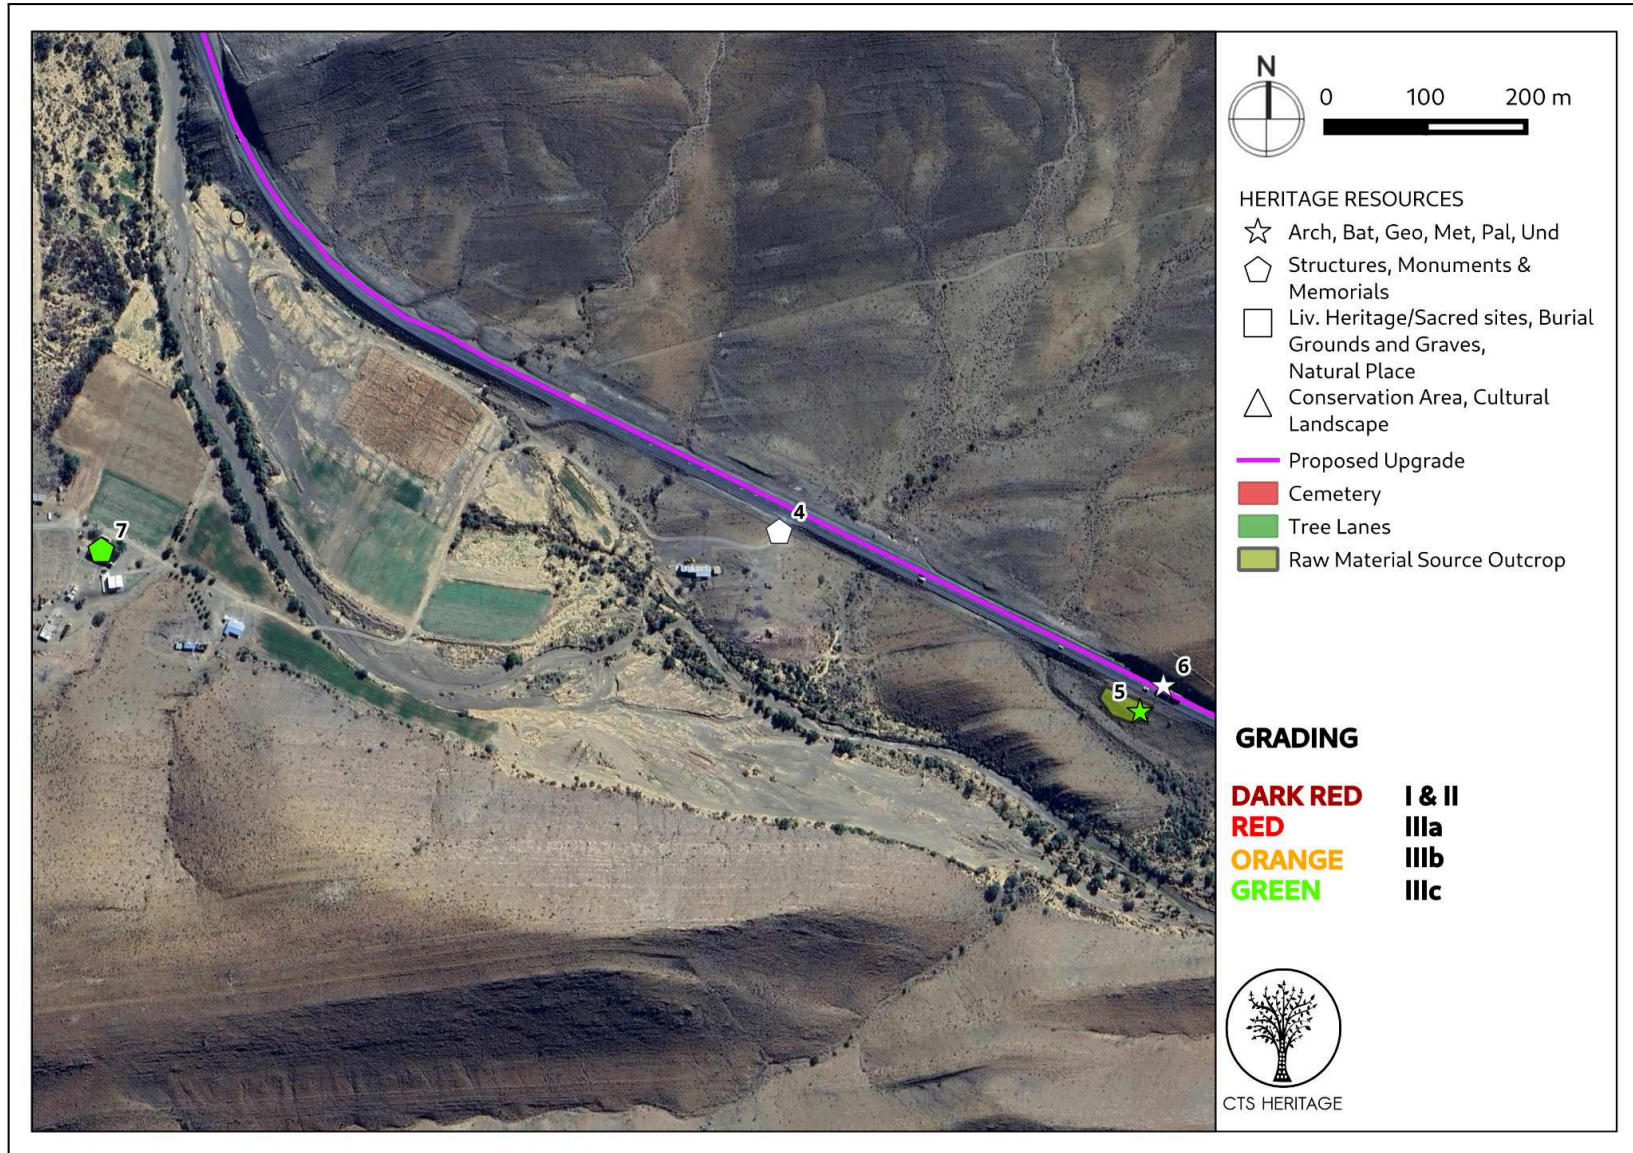 7
4
5
6
N
0 100 200 m
HERITAGE RESOURCES
Arch, Bat, Geo, Met, Pal, Und
Structures, Monuments &
Memorials
Liv. Heritage/Sacred sites, Burial
Grounds and Graves,
Natural Place
Conservation Area, Cultural
Landscape
Proposed Upgrade
Cemetery
Tree Lanes
Raw Material Source Outcrop
GRADING
DARK RED I & II
RED IIIa
ORANGE IIIb
GREEN IIIc
CTS HERITAGE